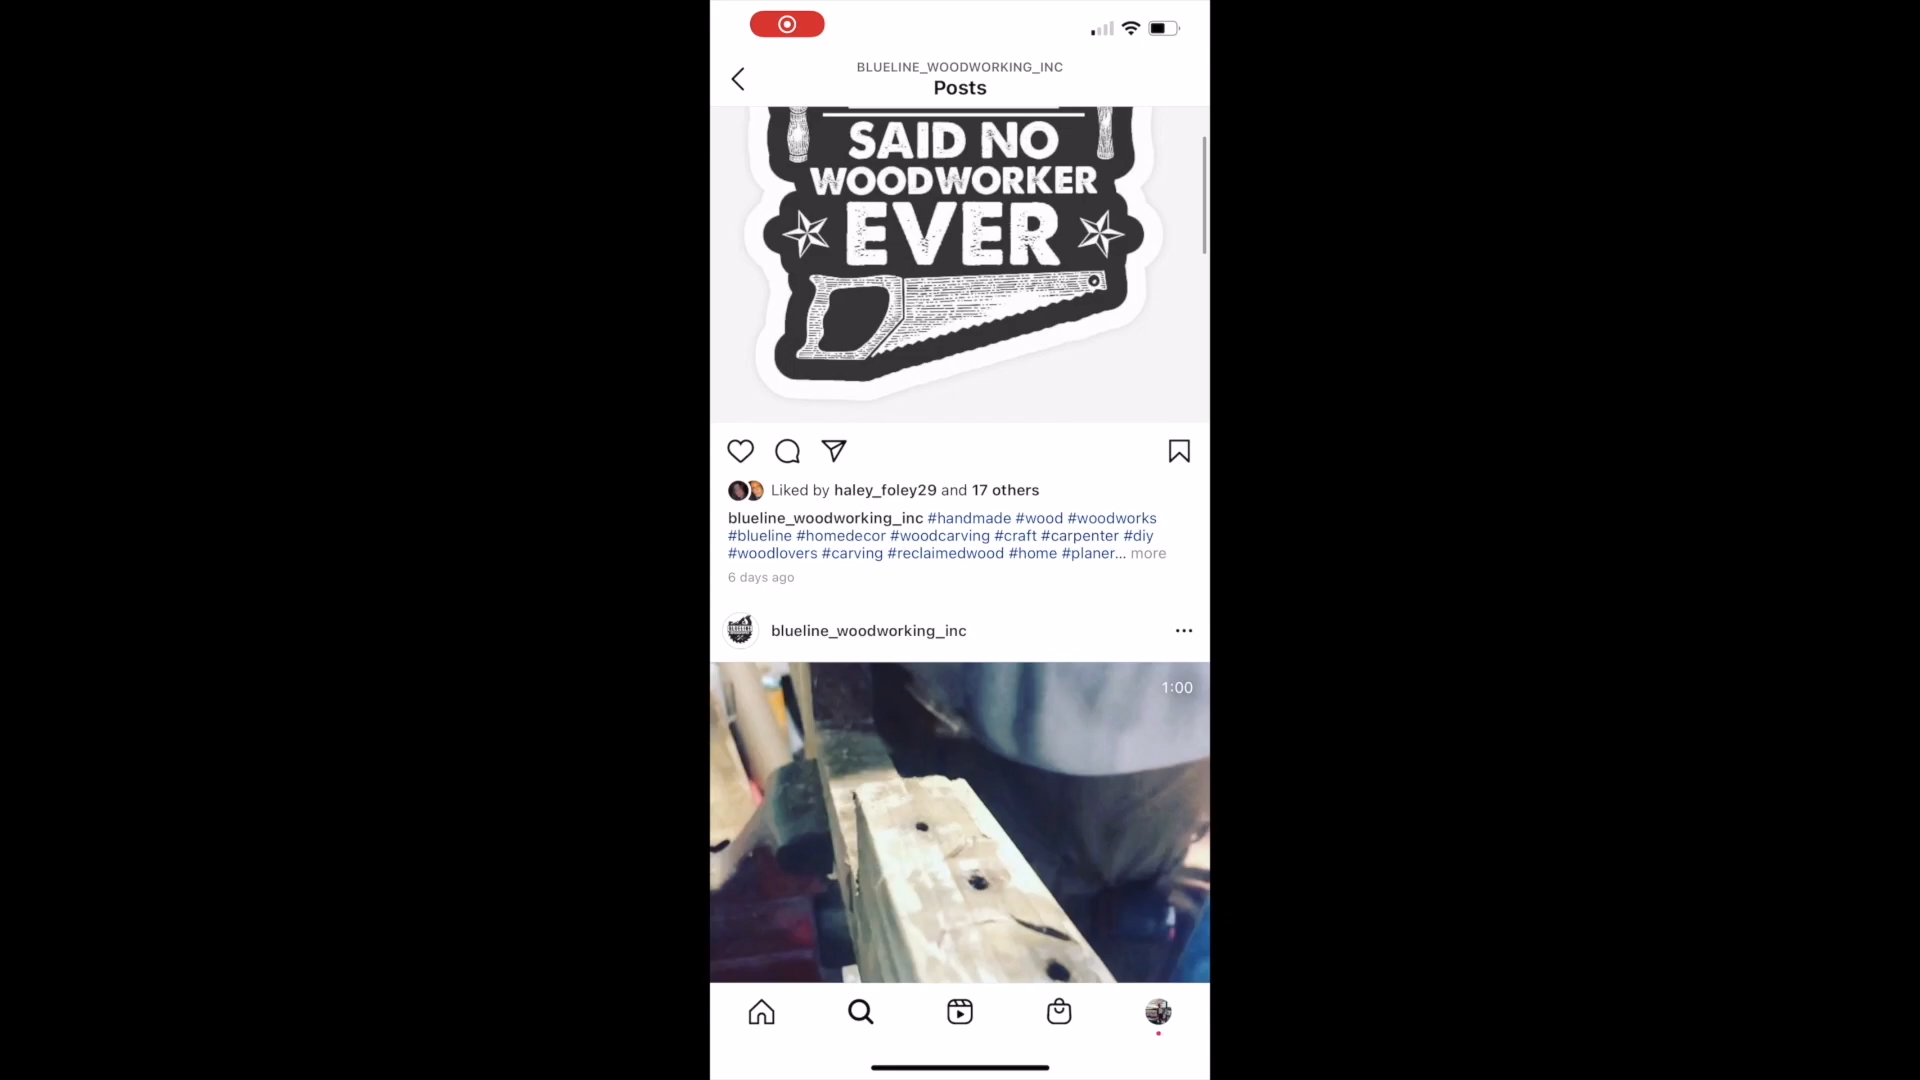 BLUELINE_WOODWORKING_INC
Posts
SAID NO
WOODWORKER
EVER
Liked by haley_foley29 and 17 others
blueline_woodworking_inc #handmade #wood #woodworks
#blueline #homedecor #woodcarving #craft #carpenter #diy
#woodlovers #carving #reclaimedwood #home #planer... more
6 days ago
blueline_woodworking_inc
1:00